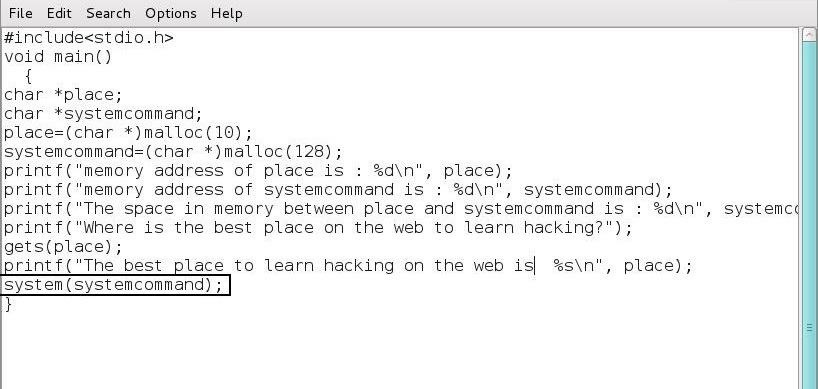 File Edit Search Options Help
#include<stdio.h>
void main()
{
char *place;
char *systemcommand;
place=(char *)malloc(10);
systemcommand=(char *)malloc(128);
printf("memory address of place is : %d\n", place);
printf("memory address of systemcommand is : %d\n", systemcommand);
printf("The space in memory between place and systemcommand is : %d\n", systemc
printf("Where is the best place on the web to learn hacking?");
gets(place);
printf("The best place to learn hacking on the web is  %s\n", place);
system(systemcommand);
}